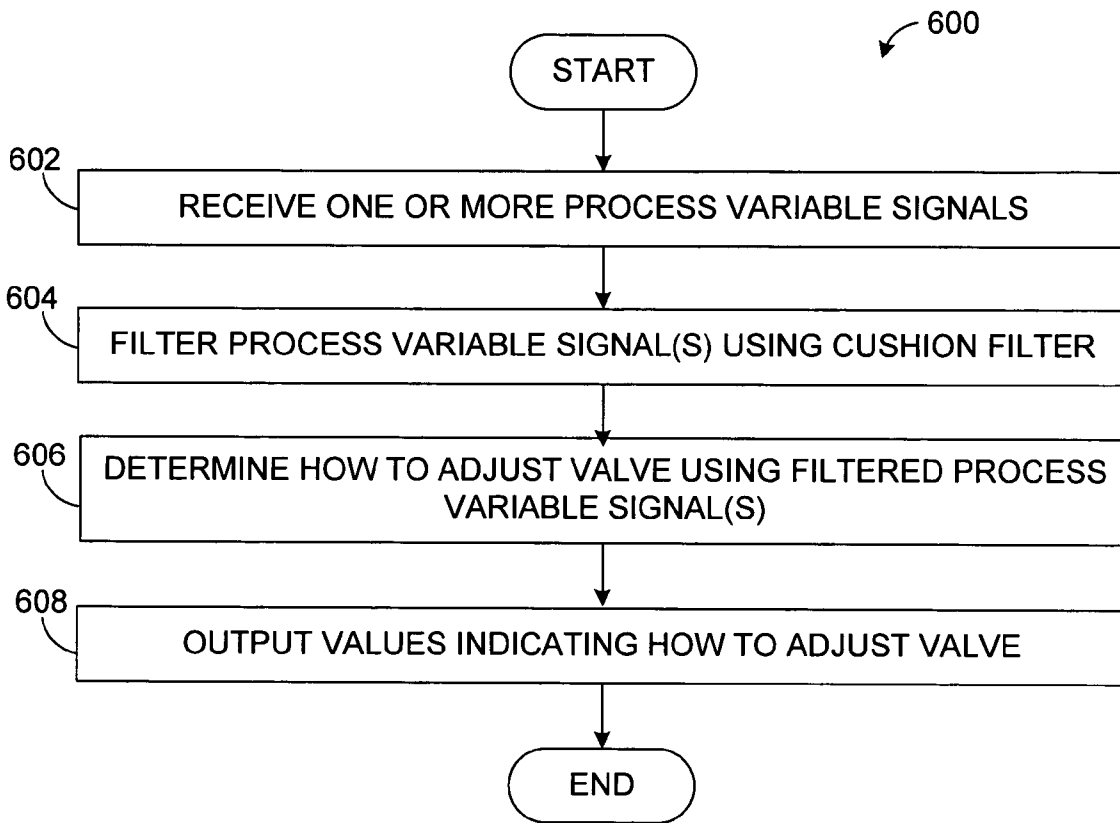 600
START
602
RECEIVE ONE OR MORE PROCESS VARIABLE SIGNALS
604
FILTER PROCESS VARIABLE SIGNAL(S) USING CUSHION FILTER
606
DETERMINE HOW TO ADJUST VALVE USING FILTERED PROCESS
VARIABLE SIGNAL(S)
608
OUTPUT VALUES INDICATING HOW TO ADJUST VALVE
END